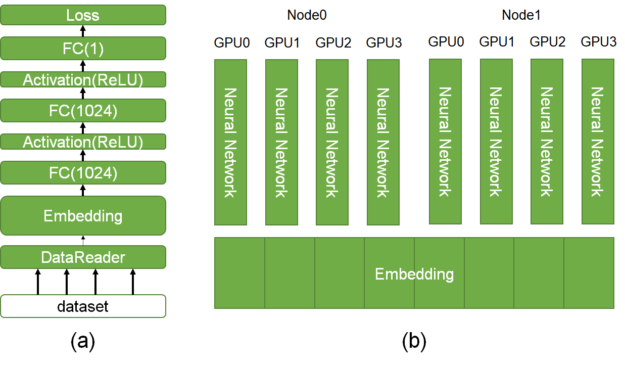 Loss
FC(1)
Activation(ReLU)
FC(1024)
Activation(ReLU)
FC(1024)
Embedding
DataReader
dataset
(a)
Node0 Node1
GPU0 GPU1 GPU2 GPU3 GPU0 GPU1 GPU2 GPU3
Neural Network
Neural Network
Neural Network
Neural Network
Neural Network
Neural Network
Neural Network
Neural Network
Embedding
(b)